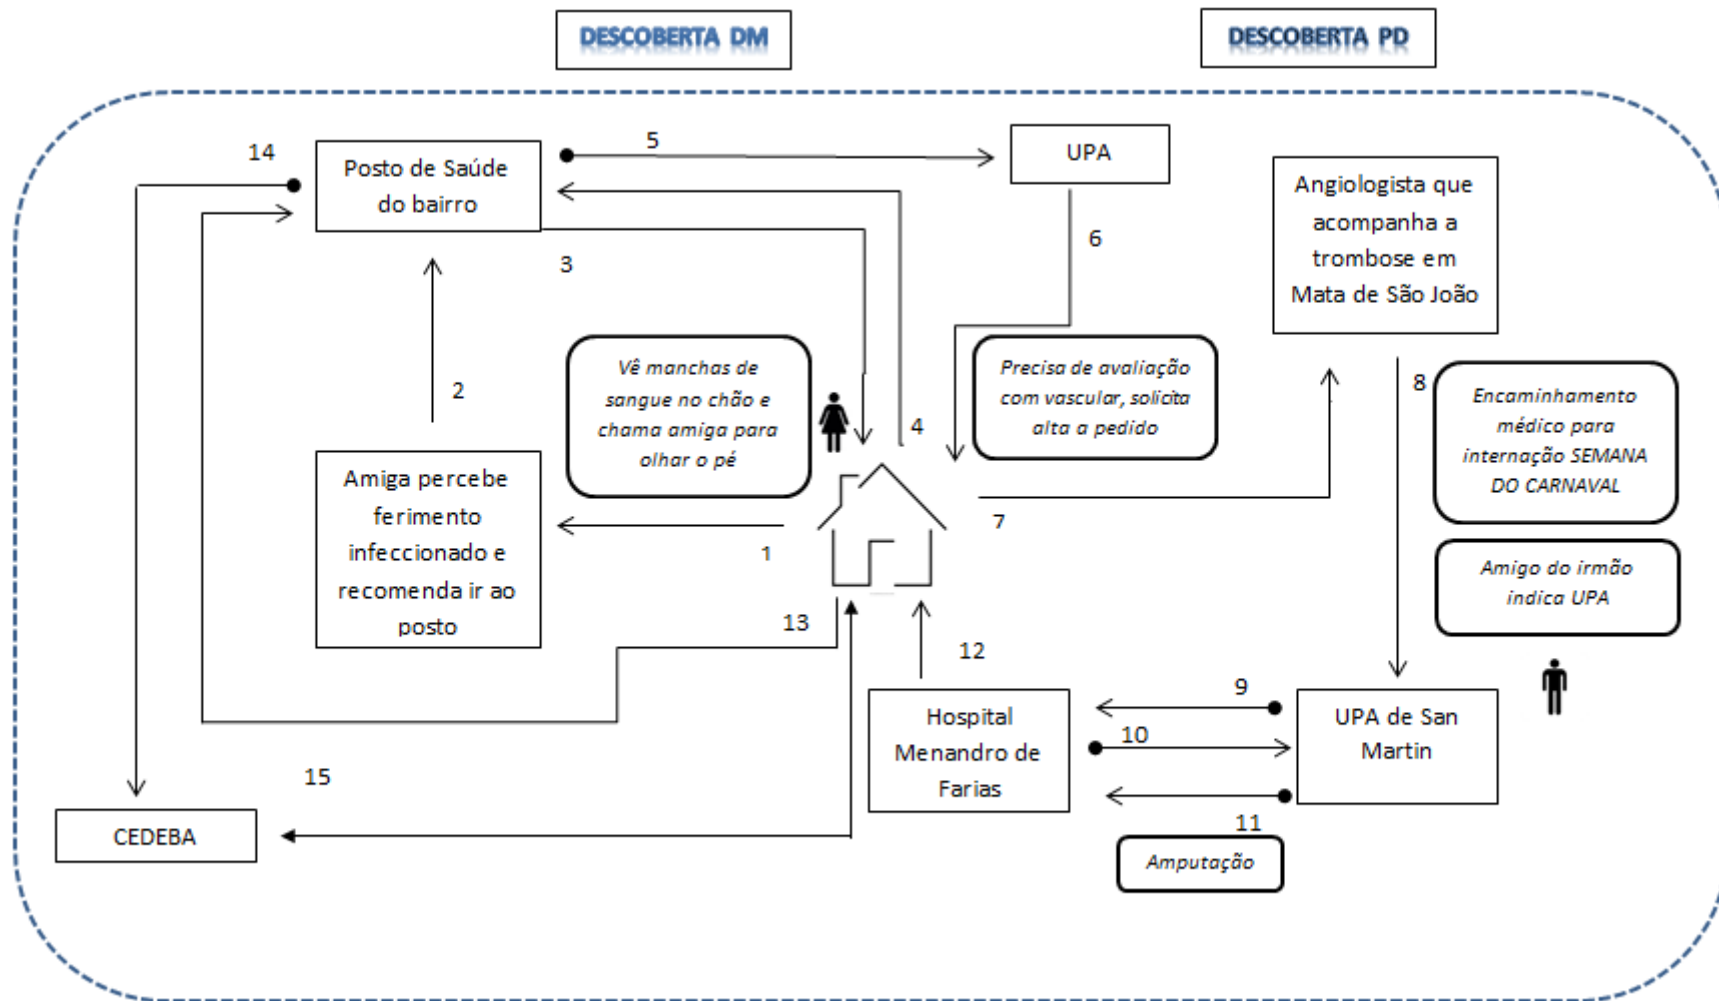 DESCOBERTA DM
DESCOBERTA PD
14
Posto de Saúde
do bairro
5
UPA
Angiologista que
acompanha a
trombose em
Mata de São João
3
6
2
Vê manchas de
sangue no chão e
chama amiga para
olhar o pé
4
Precisa de avaliação
com vascular, solicita
alta a pedido
8
Encaminhamento
médico para
internação SEMANA
DO CARNAVAL
Amiga percebe
ferimento
infeccionado e
recomenda ir ao
posto
1
7
Amigo do irmão
indica UPA
13
12
Hospital
Menandro de
Farias
9
10
11
UPA de San
Martin
Amputação
15
CEDEBA